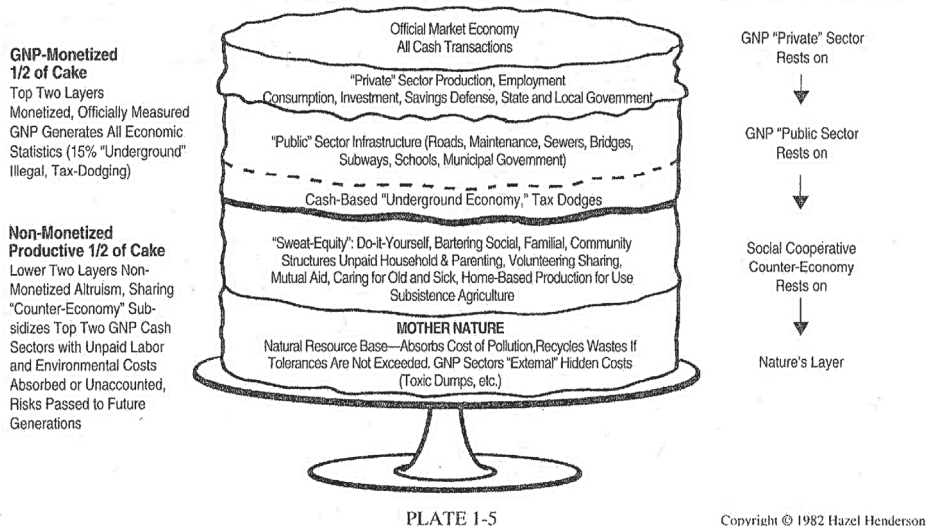 GNP-Monetized
1/2 of Cake
Top Two Layers
Monetized, Officially Measured
GNP Generates All Economic
Statistics (15% "Underground"
Illegal, Tax-Dodging)
Non-Monetized
Productive 1/2 of Cake
Lower Two Layers Non-
Monetized Altruism, Sharing
"Counter-Economy" Sub-
sidizes Top Two GNP Cash
Sectors with Unpaid Labor
and Environmental Costs
Absorbed or Unaccounted,
Risks Passed to Future
Generations
Official Market Economy
All Cash Transactions
"Private" Sector Production, Employment
Consumption, Investment, Savings Defense, State and Local Government
"Public" Sector Infrastructure (Roads, Maintenance, Sewers, Bridges,
Subways, Schools, Municipal Government)
Cash-Based "Underground Economy," Tax Dodges
"Sweat-Equity": Do-it-Yourself, Bartering Social, Familial, Community
Structures Unpaid Household & Parenting, Volunteering Sharing,
Mutual Aid, Caring for Old and Sick, Home-Based Production for Use
Subsistence Agriculture
MOTHER NATURE
Natural Resource Base—Absorbs Cost of Pollution,Recycles Wastes If
Tolerances Are Not Exceeded. GNP Sectors "External" Hidden Costs
(Toxic Dumps, etc.)
GNP "Private" Sector
Rests on
GNP "Public Sector
Rests on
Social Cooperative
Counter-Economy
Rests on
Nature's Layer
PLATE 1-5
Copyright © 1982 Hazel Henderson